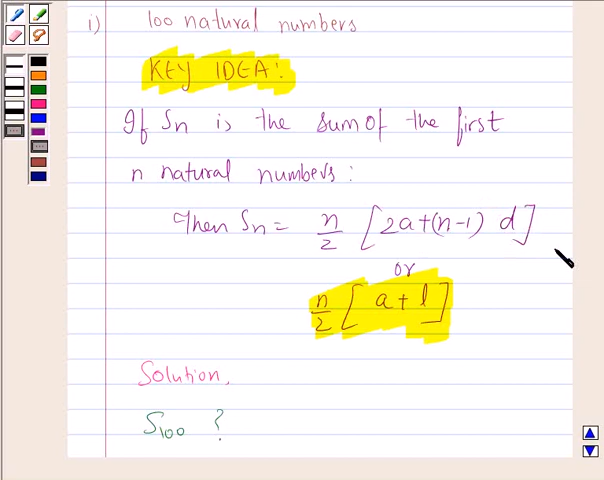 i) 100 natural numbers
KEY IDEA:
If Sn is the sum of the first
n natural numbers:
Then Sn = n/2 [2a+(n-1) d]
or
n/2 [a+l]
Solution,
S100 ?